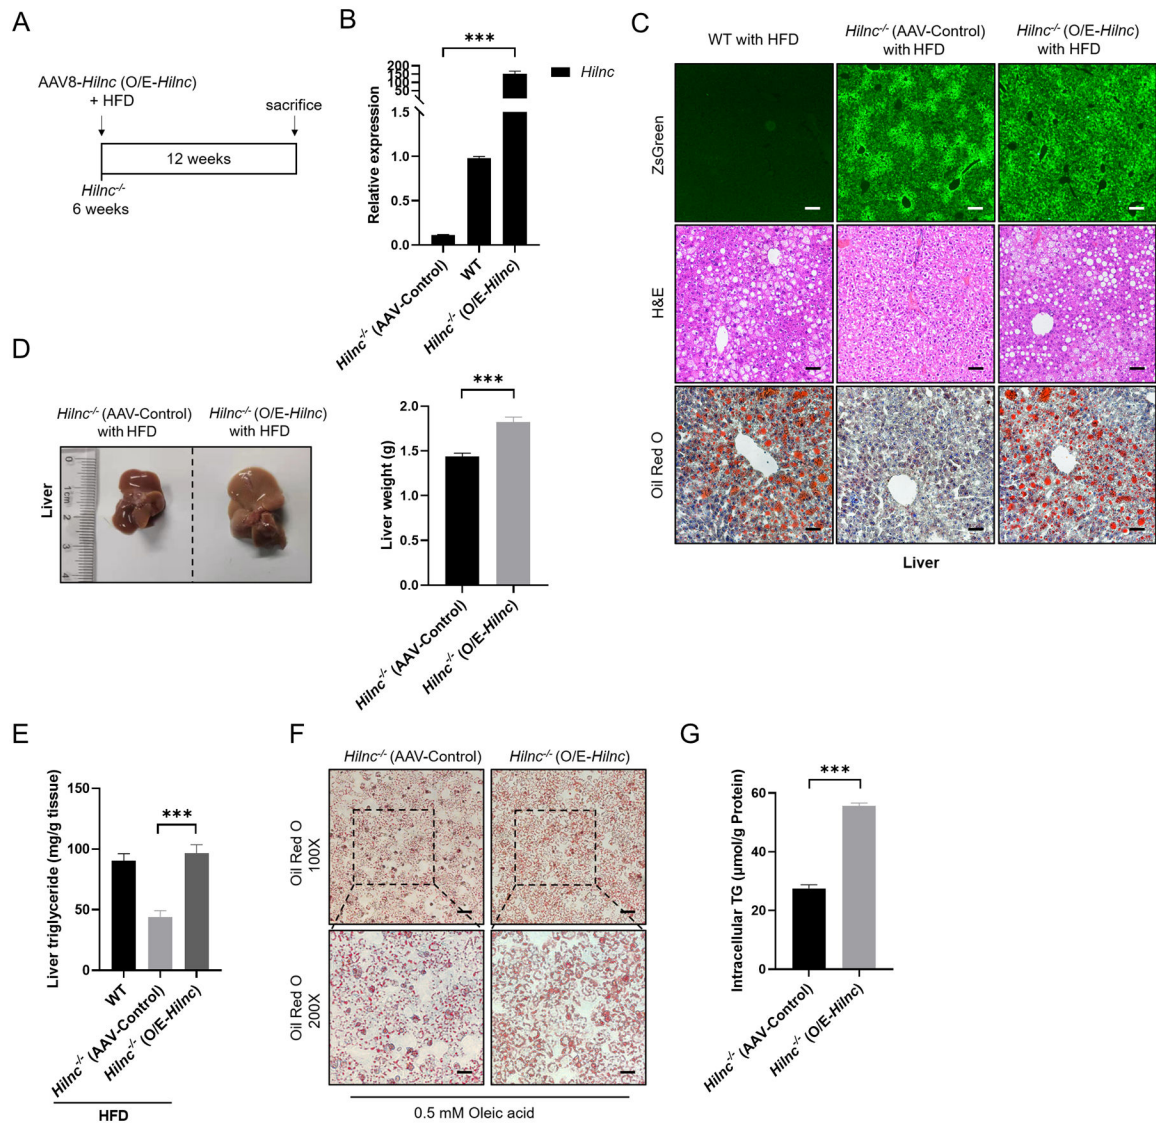 A
AAV8-Hilnc (O/E-Hilnc)
+ HFD
sacrifice
12 weeks
Hilnc-/-
6 weeks
B
***
Hilnc
Relative expression
200
150
100
50
1.5
1.0
0.5
0.0
Hilnc-/- (AAV-Control)
WT
Hilnc-/- (O/E-Hilnc)
C
WT with HFD
Hilnc-/- (AAV-Control)
with HFD
Hilnc-/- (O/E-Hilnc)
with HFD
ZsGreen
H&E
Oil Red O
Liver
D
Hilnc-/- (AAV-Control)
with HFD
Hilnc-/- (O/E-Hilnc)
with HFD
Liver
0
1cm
2
3
4
***
Liver weight (g)
2.0
1.5
1.0
0.5
0.0
Hilnc-/- (AAV-Control)
Hilnc-/- (O/E-Hilnc)
E
***
Liver triglyceride (mg/g tissue)
150
100
50
0
WT
Hilnc-/- (AAV-Control)
Hilnc-/- (O/E-Hilnc)
HFD
F
Hilnc-/- (AAV-Control)
Hilnc-/- (O/E-Hilnc)
Oil Red O
100X
Oil Red O
200X
0.5 mM Oleic acid
G
***
Intracellular TG (μmol/g Protein)
60
40
20
0
Hilnc-/- (AAV-Control)
Hilnc-/- (O/E-Hilnc)